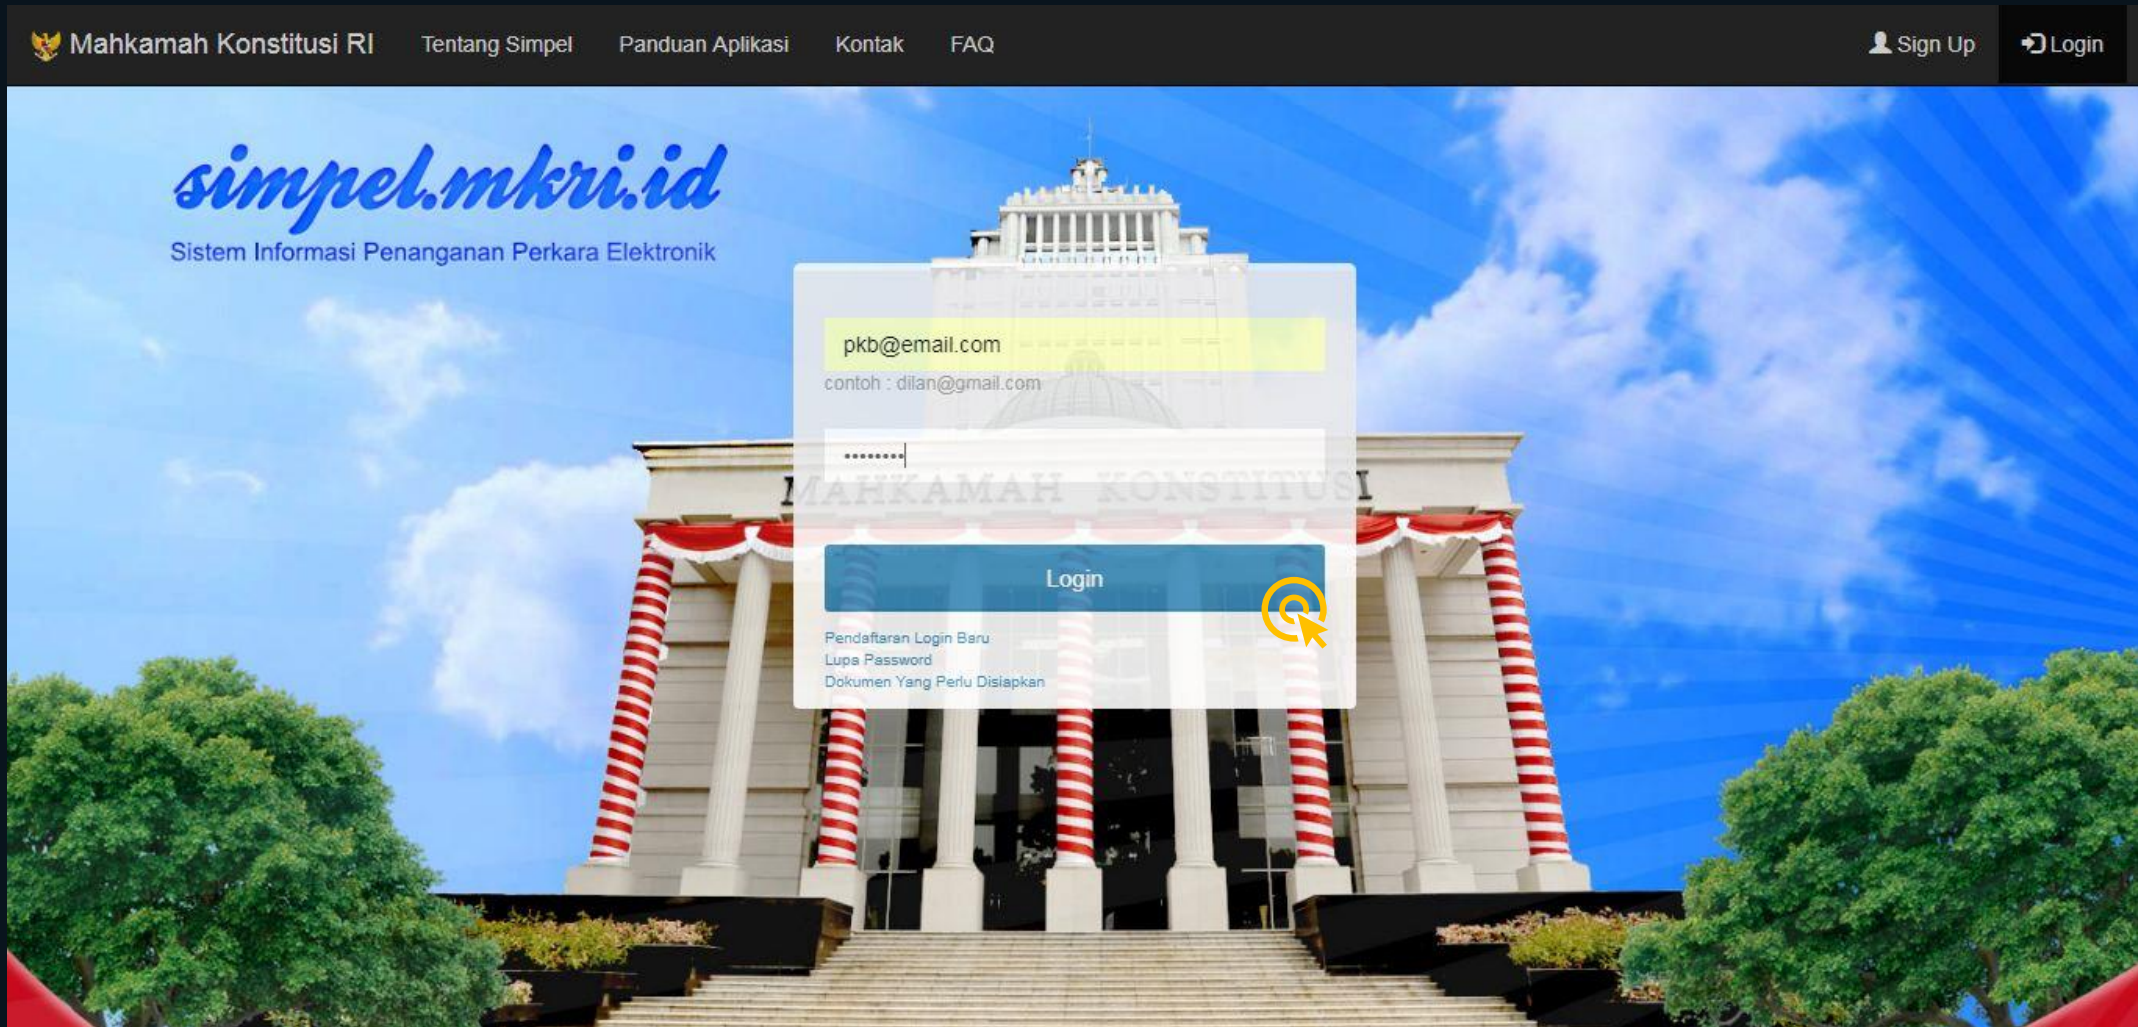 Mahkamah Konstitusi RI Tentang Simpel Panduan Aplikasi Kontak FAQ Sign Up Login
simpel.mkri.id
Sistem Informasi Penanganan Perkara Elektronik
pkb@email.com
contoh : dilan@gmail.com
••••••••
MAHKAMAH KONSTITUSI
Login
Pendaftaran Login Baru
Lupa Password
Dokumen Yang Perlu Disiapkan